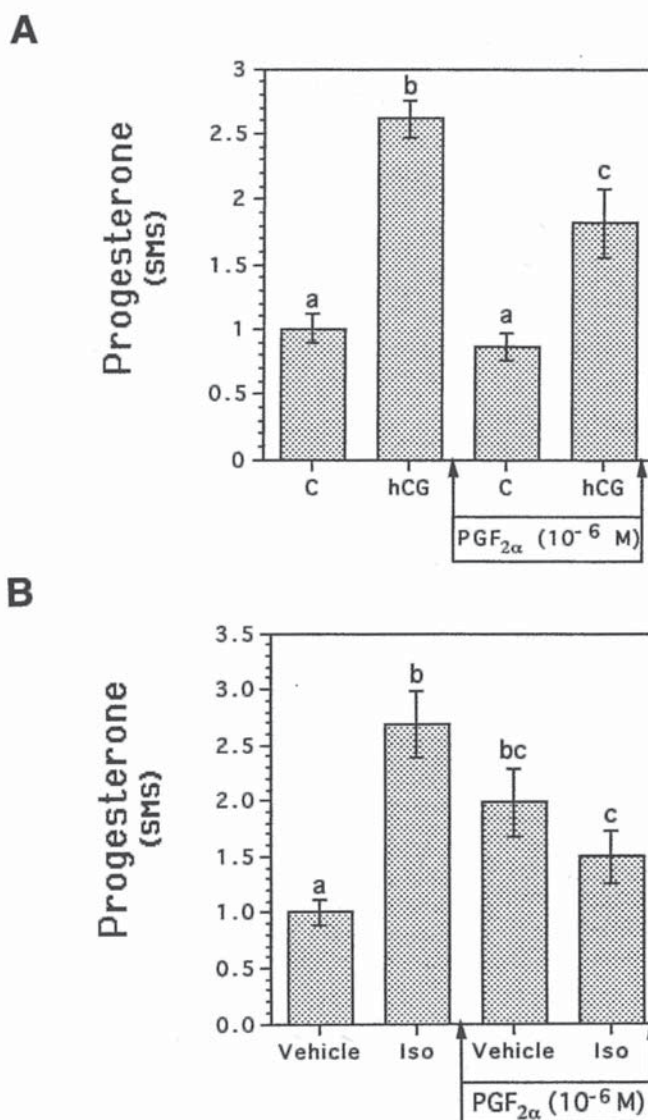 A
Progesterone
(SMS)
3
2.5
2
1.5
1
0.5
0
a
b
a
c
C hCG C hCG
PGF2α (10-6 M)
B
Progesterone
(SMS)
3.5
3.0
2.5
2.0
1.5
1.0
0.5
0.0
a
b
bc
c
Vehicle Iso Vehicle Iso
PGF2α (10-6 M)